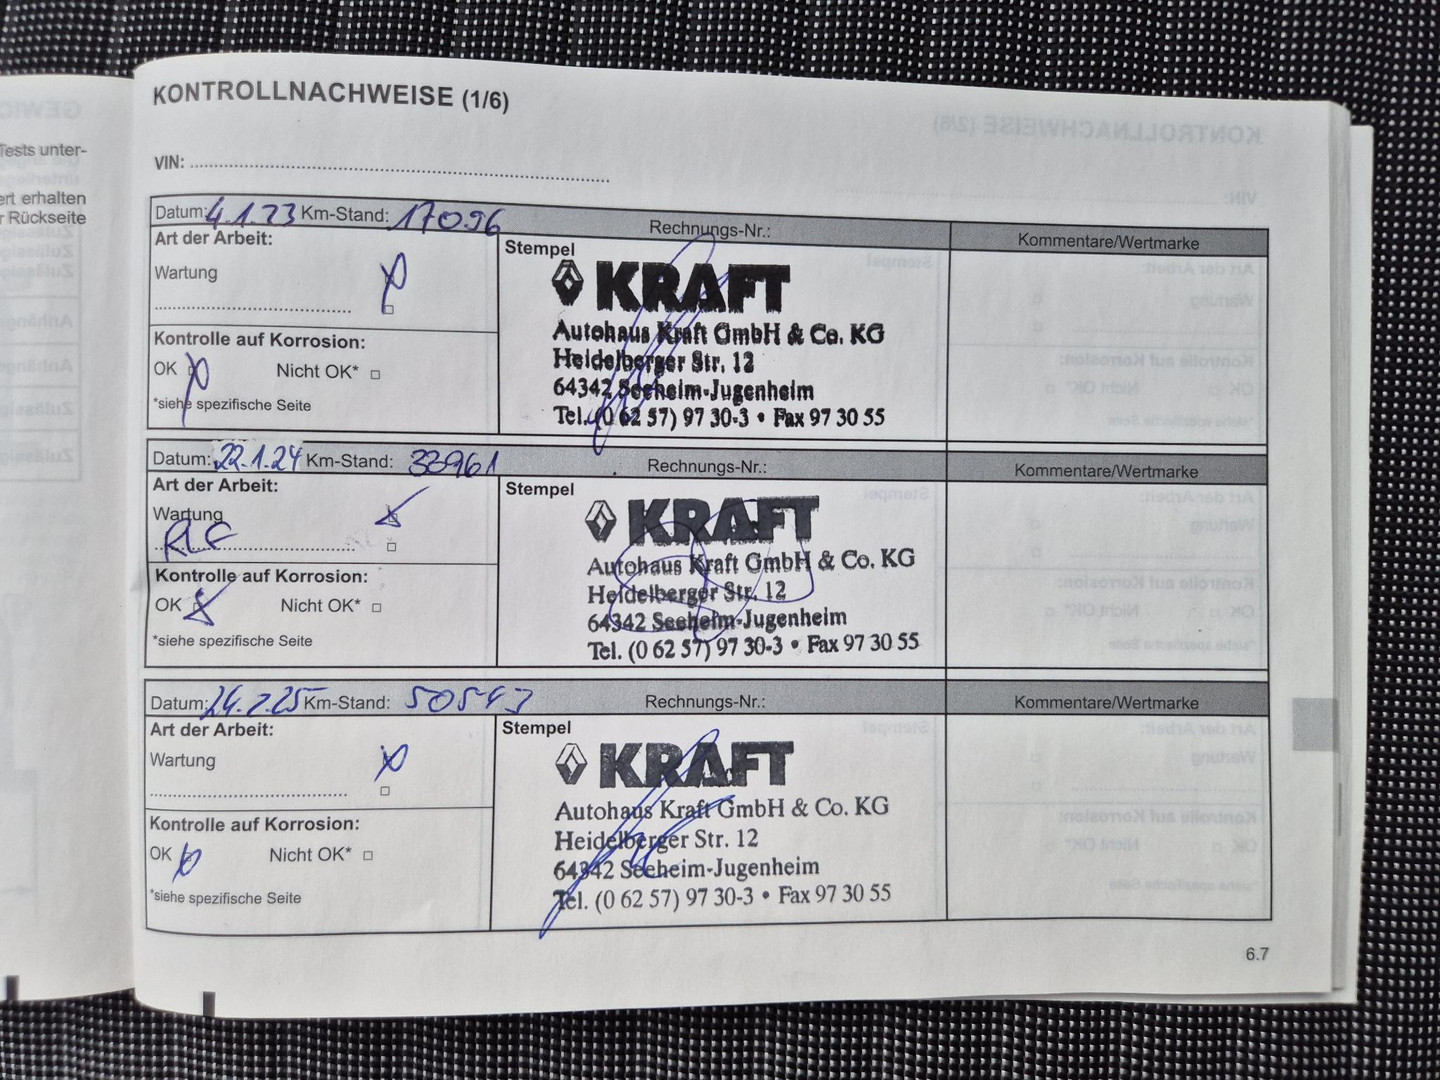 KONTROLLNACHWEISE (1/6)
VIN:
Tests unter-
ert erhalten
r Rückseite
Datum: 4.1.23 Km-Stand: 17096 Rechnungs-Nr.: Kommentare/Wertmarke
Art der Arbeit:
Wartung
Kontrolle auf Korrosion:
OK Nicht OK*
*siehe spezifische Seite
Stempel
KRAFT
Autohaus Kraft GmbH & Co. KG
Heidelberger Str. 12
64342 Seeheim-Jugenheim
Tel. (0 62 57) 97 30-3 • Fax 97 30 55
Datum: 22.1.24 Km-Stand: 33961 Rechnungs-Nr.: Kommentare/Wertmarke
Art der Arbeit:
Wartung
Kontrolle auf Korrosion:
OK Nicht OK*
*siehe spezifische Seite
Stempel
KRAFT
Autohaus Kraft GmbH & Co. KG
Heidelberger Str. 12
64342 Seeheim-Jugenheim
Tel. (0 62 57) 97 30-3 • Fax 97 30 55
Datum: Km-Stand: 50543 Rechnungs-Nr.: Kommentare/Wertmarke
Art der Arbeit:
Wartung
Kontrolle auf Korrosion:
OK Nicht OK*
*siehe spezifische Seite
Stempel
KRAFT
Autohaus Kraft GmbH & Co. KG
Heidelberger Str. 12
64342 Seeheim-Jugenheim
Tel. (0 62 57) 97 30-3 • Fax 97 30 55
6.7